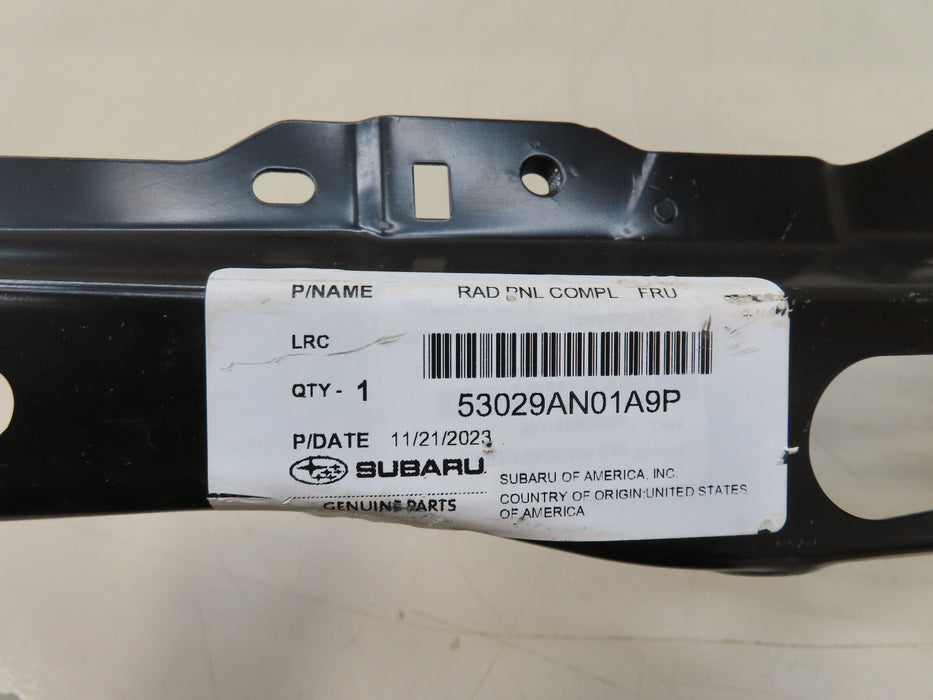 P/NAME RAD PNL COMPL FRU
LRC
QTY - 1
53029AN01A9P
P/DATE 11/21/2023
SUBARU.
GENUINE PARTS
SUBARU OF AMERICA, INC.
COUNTRY OF ORIGIN:UNITED STATES
OF AMERICA